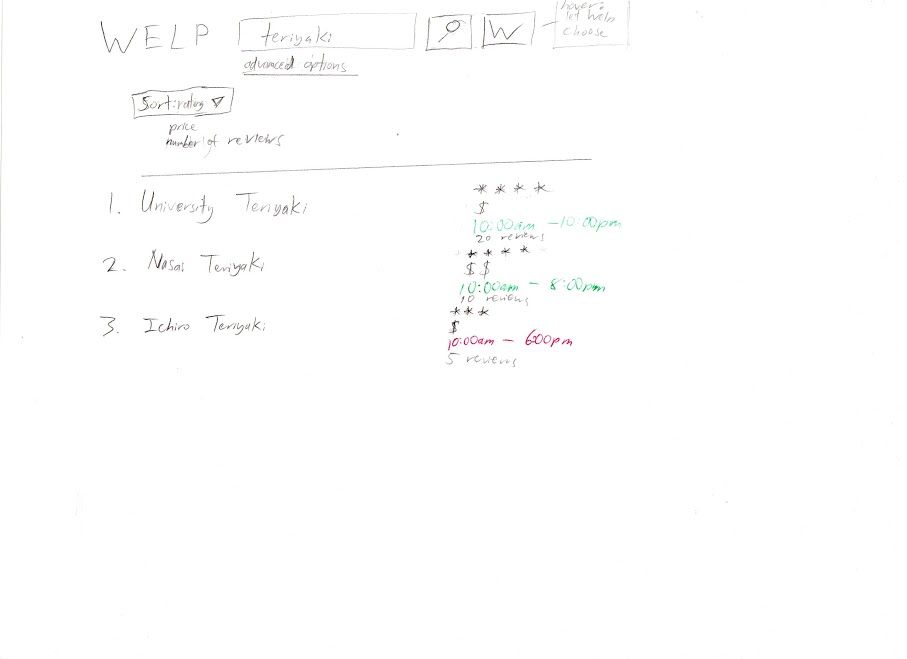 WELP teriyaki W hover: let Welp choose
advanced options
Sort: rating ▽
price
number of reviews
1. University Teriyaki
* * * *
$
10:00am - 10:00pm
20 reviews
2. Nasai Teriyaki
* * * *
$$
10:00am - 8:00pm
10 reviews
3. Ichiro Teriyaki
* * *
$
10:00am - 6:00pm
5 reviews